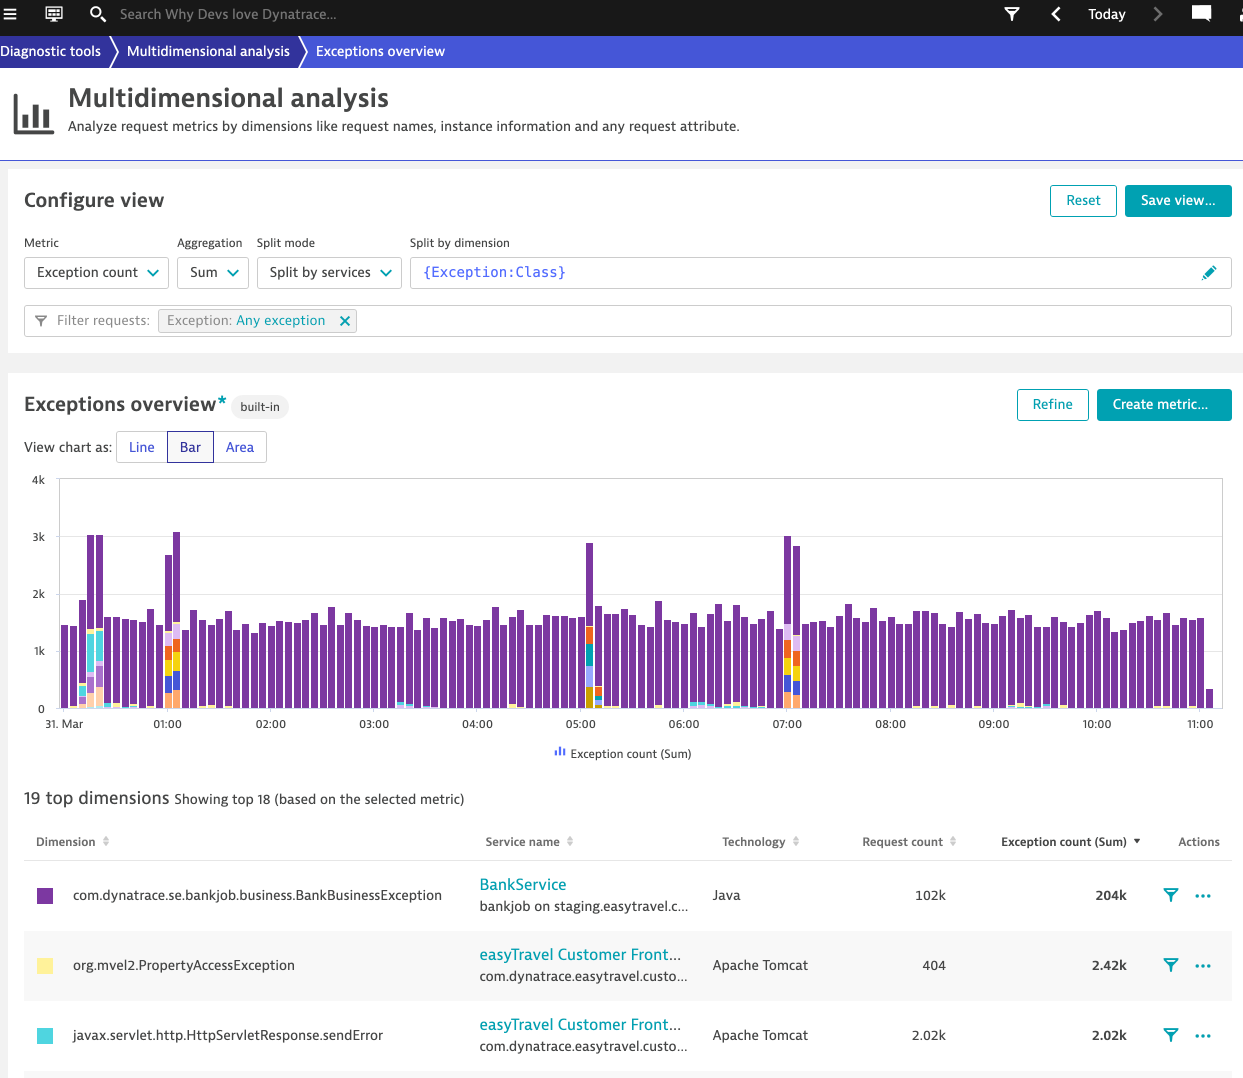 Search Why Devs love Dynatrace...
Today
Diagnostic tools
Multidimensional analysis
Exceptions overview
Multidimensional analysis
Analyze request metrics by dimensions like request names, instance information and any request attribute.
Configure view
Reset
Save view...
Metric
Aggregation
Split mode
Split by dimension
Exception count
Sum
Split by services
{Exception:Class}
Filter requests:
Exception: Any exception
Exceptions overview*
built-in
Refine
Create metric...
View chart as:
Line
Bar
Area
4k
3k
2k
1k
0
31. Mar
01:00
02:00
03:00
04:00
05:00
06:00
07:00
08:00
09:00
10:00
11:00
Exception count (Sum)
19 top dimensions Showing top 18 (based on the selected metric)
Dimension
Service name
Technology
Request count
Exception count (Sum)
Actions
com.dynatrace.se.bankjob.business.BankBusinessException
BankService
bankjob on staging.easytravel.c...
Java
102k
204k
org.mvel2.PropertyAccessException
easyTravel Customer Front...
com.dynatrace.easytravel.custo...
Apache Tomcat
404
2.42k
javax.servlet.http.HttpServletResponse.sendError
easyTravel Customer Front...
com.dynatrace.easytravel.custo...
Apache Tomcat
2.02k
2.02k